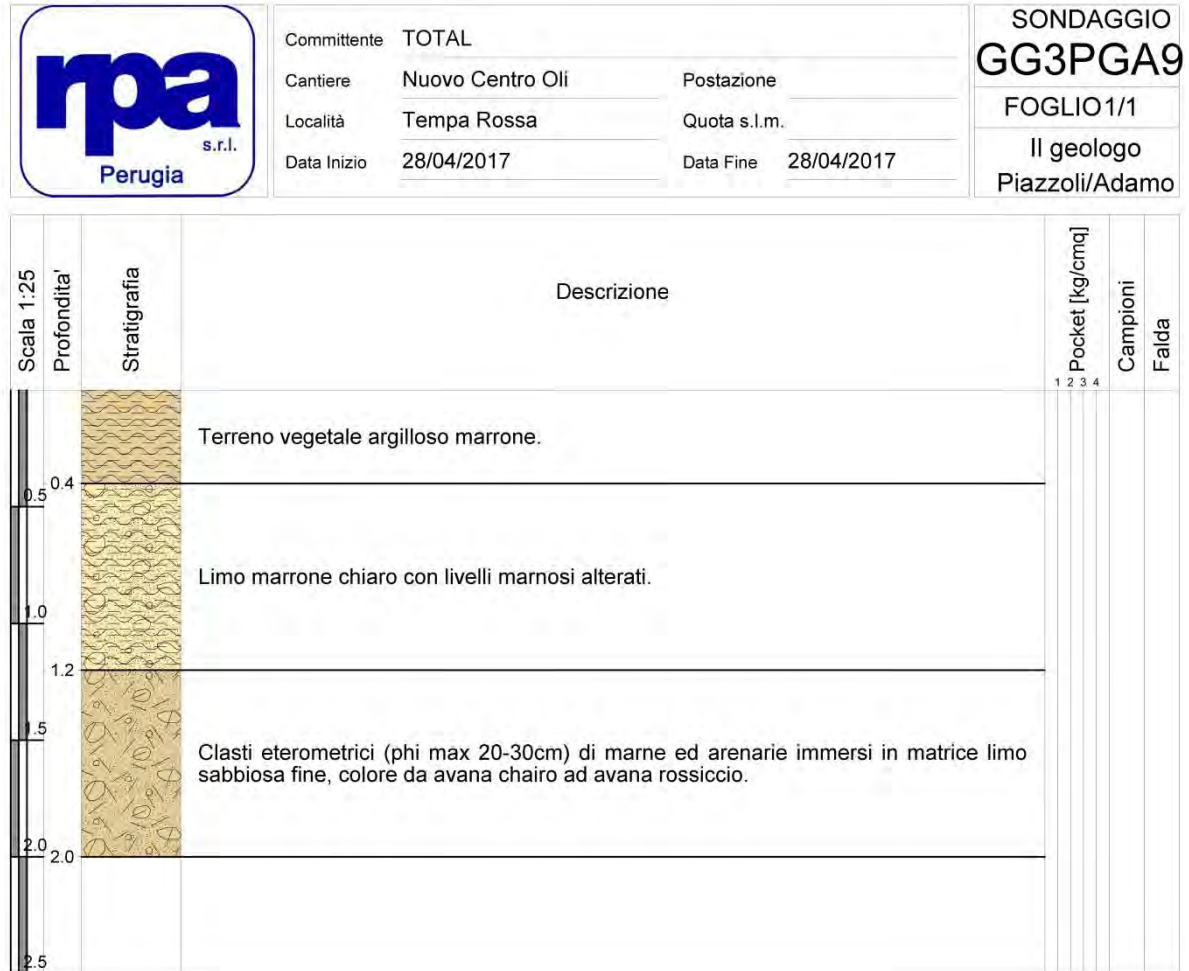 rpa
s.r.l.
Perugia
Committente TOTAL
Cantiere Nuovo Centro Oli Postazione
Località Tempa Rossa Quota s.l.m.
Data Inizio 28/04/2017 Data Fine 28/04/2017
SONDAGGIO
GG3PGA9
FOGLIO1/1
Il geologo
Piazzoli/Adamo
Scala 1:25
Profondita'
Stratigrafia
Descrizione
Pocket [kg/cmq]
1 2 3 4
Campioni
Falda
Terreno vegetale argilloso marrone.
0.4
0.5
Limo marrone chiaro con livelli marnosi alterati.
1.0
1.2
1.5
Clasti eterometrici (phi max 20-30cm) di marne ed arenarie immersi in matrice limo
sabbiosa fine, colore da avana chairo ad avana rossiccio.
2.0
2.0
2.5